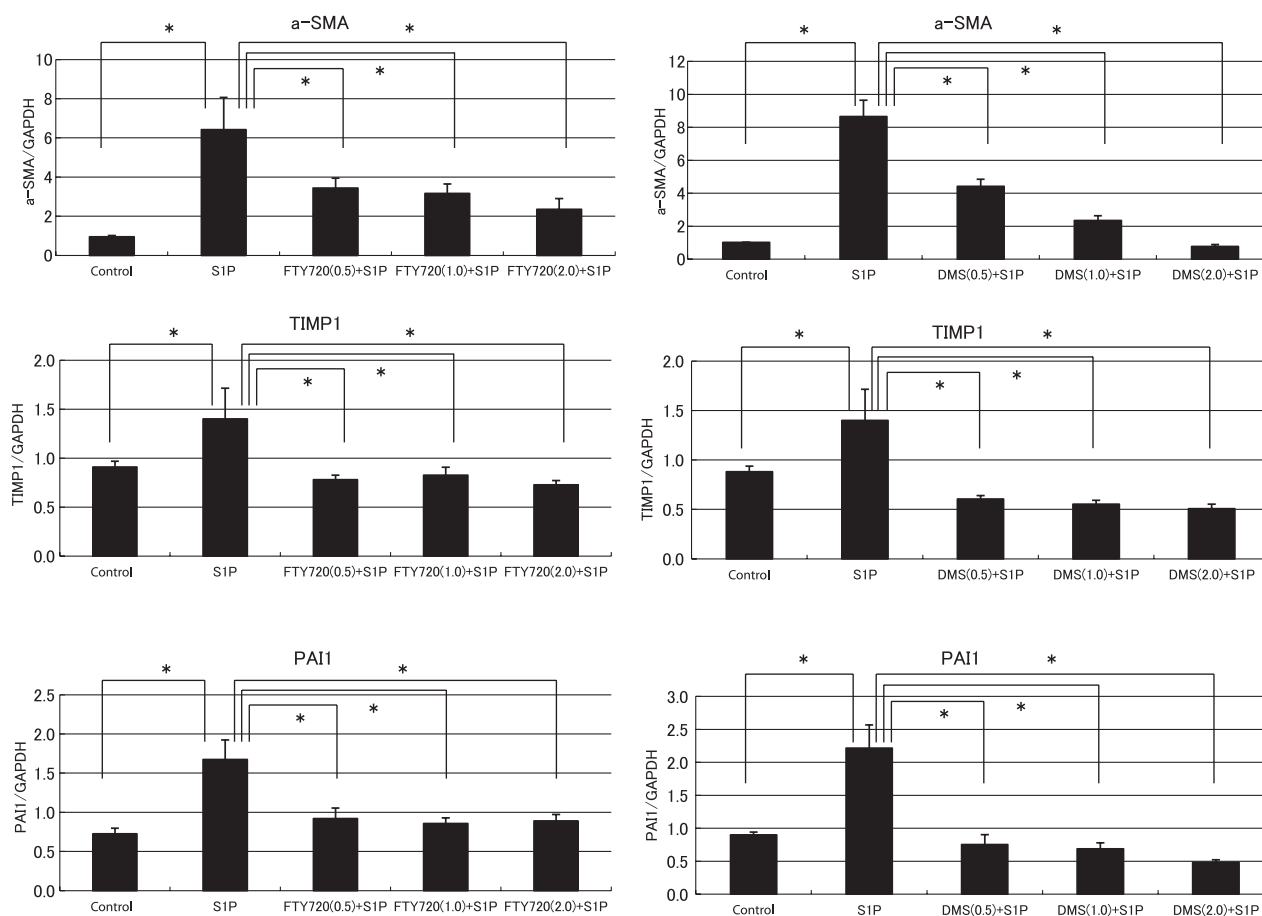 a-SMA
* * * *
10
8
6
4
2
0
a-SMA/GAPDH
Control S1P FTY720(0.5)+S1P FTY720(1.0)+S1P FTY720(2.0)+S1P
a-SMA
* * * *
12
10
8
6
4
2
0
a-SMA/GAPDH
Control S1P DMS(0.5)+S1P DMS(1.0)+S1P DMS(2.0)+S1P
TIMP1
* * * *
2.0
1.5
1.0
0.5
0.0
TIMP1/GAPDH
Control S1P FTY720(0.5)+S1P FTY720(1.0)+S1P FTY720(2.0)+S1P
TIMP1
* * * *
2.0
1.5
1.0
0.5
0.0
TIMP1/GAPDH
Control S1P DMS(0.5)+S1P DMS(1.0)+S1P DMS(2.0)+S1P
PAI1
* * * *
2.5
2.0
1.5
1.0
0.5
0.0
PAI1/GAPDH
Control S1P FTY720(0.5)+S1P FTY720(1.0)+S1P FTY720(2.0)+S1P
PAI1
* * * *
3.0
2.5
2.0
1.5
1.0
0.5
0.0
PAI1/GAPDH
Control S1P DMS(0.5)+S1P DMS(1.0)+S1P DMS(2.0)+S1P